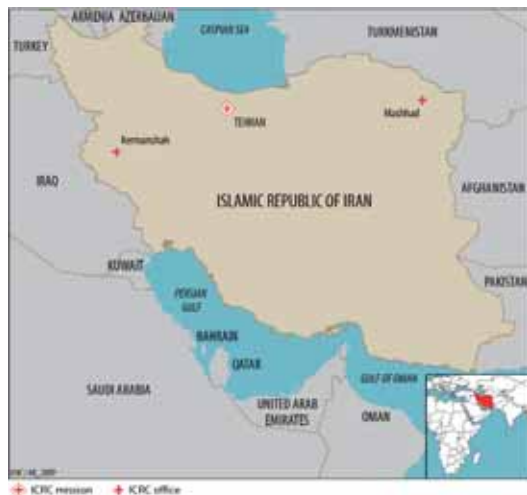 ARMENIA AZERBAIJAN
CASPIAN SEA
TURKMENISTAN
TURKEY
TEHRAN
Mashhad
Kermanshah
IRAQ
ISLAMIC REPUBLIC OF IRAN
AFGHANISTAN
KUWAIT
PAKISTAN
PERSIAN
GULF
BAHRAIN
QATAR
GULF OF OMAN
SAUDI ARABIA
UNITED ARAB
EMIRATES
OMAN
ICRC mission ICRC office